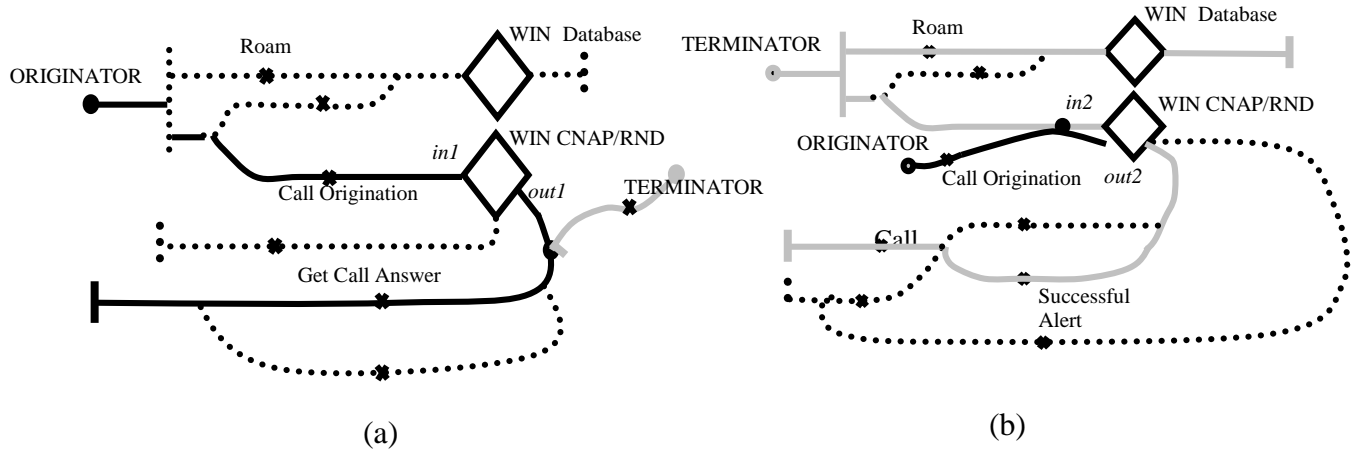 Roam
WIN Database
ORIGINATOR
WIN CNAP/RND
in1
Call Origination
out1
TERMINATOR
Get Call Answer
(a)
WIN Database
Roam
TERMINATOR
in2
WIN CNAP/RND
ORIGINATOR
Call Origination
out2
Call
Successful
Alert
(b)